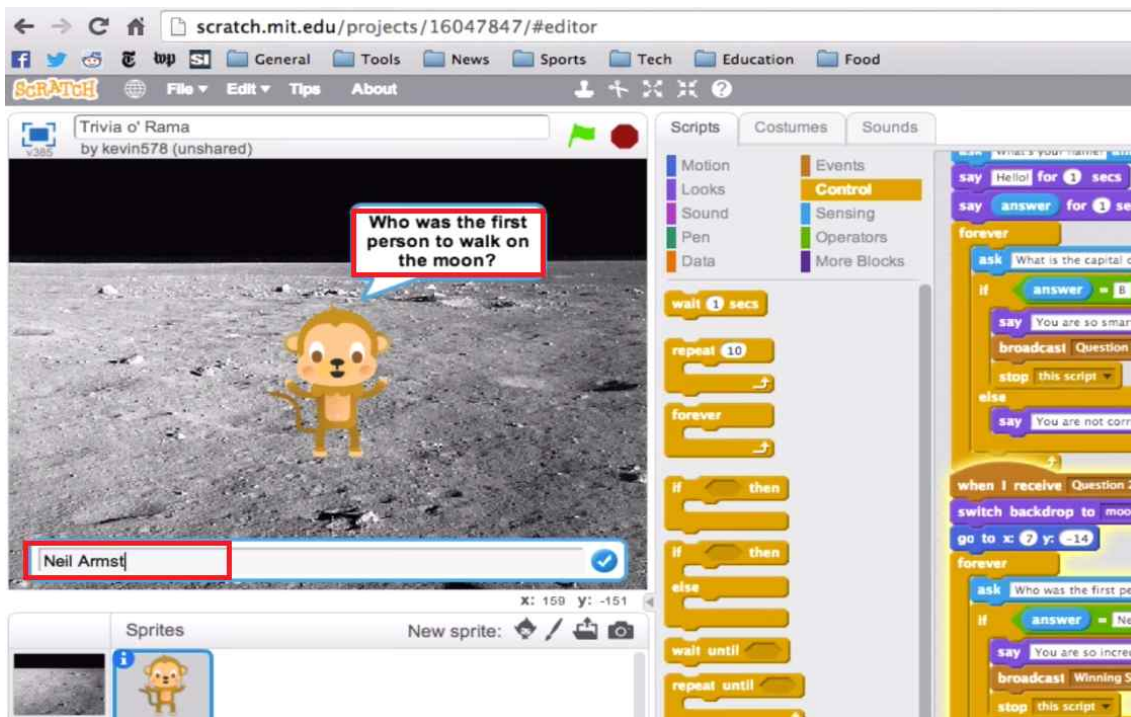 scratch.mit.edu/projects/16047847/#editor
General Tools News Sports Tech Education Food
SCRATCH File Edit Tips About
Trivia o' Rama
v385 by kevin578 (unshared)
Who was the first
person to walk on
the moon?
Neil Armst
x: 159 y: -151
Sprites New sprite:
Scripts Costumes Sounds
Motion Events
Looks Control
Sound Sensing
Pen Operators
Data More Blocks
wait 1 secs
repeat 10
forever
if then
if then
else
wait until
repeat until
say Hello! for 1 secs
say answer for 1 se
forever
ask What is the capital
if answer = B
say You are so smar
broadcast Question
stop this script
else
say You are not corr
when I receive Question 2
switch backdrop to moo
go to x: 7 y: -14
forever
ask Who was the first pe
if answer = Ne
say You are so incre
broadcast Winning S
stop this script